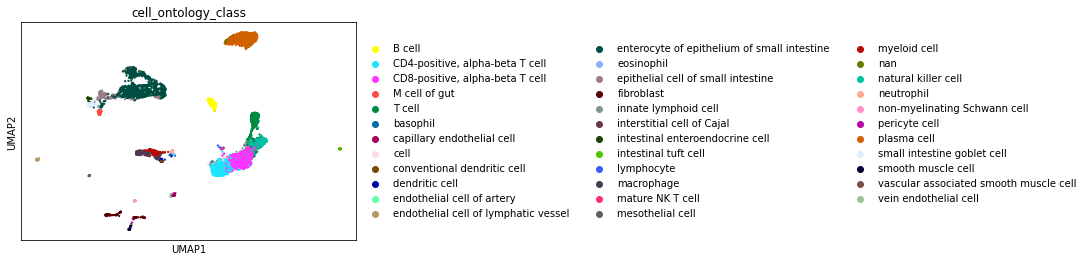 cell_ontology_class
UMAP2
UMAP1
B cell
CD4-positive, alpha-beta T cell
CD8-positive, alpha-beta T cell
M cell of gut
T cell
basophil
capillary endothelial cell
cell
conventional dendritic cell
dendritic cell
endothelial cell of artery
endothelial cell of lymphatic vessel
enterocyte of epithelium of small intestine
eosinophil
epithelial cell of small intestine
fibroblast
innate lymphoid cell
interstitial cell of Cajal
intestinal enteroendocrine cell
intestinal tuft cell
lymphocyte
macrophage
mature NK T cell
mesothelial cell
myeloid cell
nan
natural killer cell
neutrophil
non-myelinating Schwann cell
pericyte cell
plasma cell
small intestine goblet cell
smooth muscle cell
vascular associated smooth muscle cell
vein endothelial cell